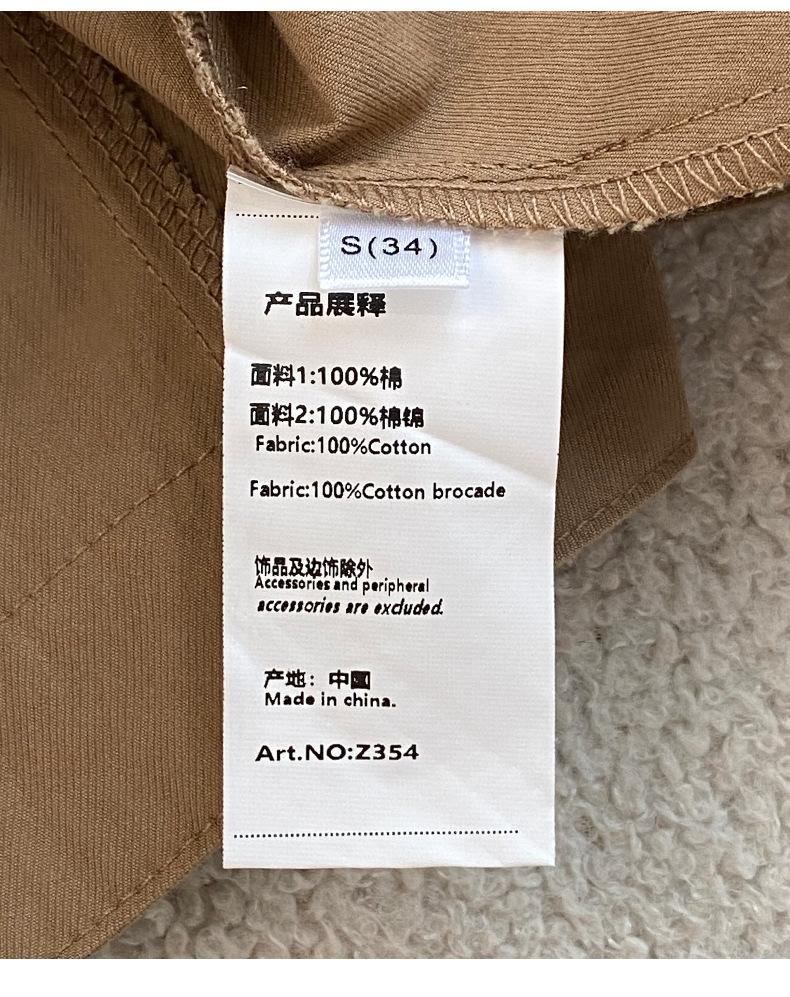 S(34)
产品展释
面料1:100%棉
面料2:100%棉锦
Fabric:100%Cotton
Fabric:100%Cotton brocade
饰品及边饰除外
Accessories and peripheral
accessories are excluded.
产地：中国
Made in china.
Art.NO:Z354